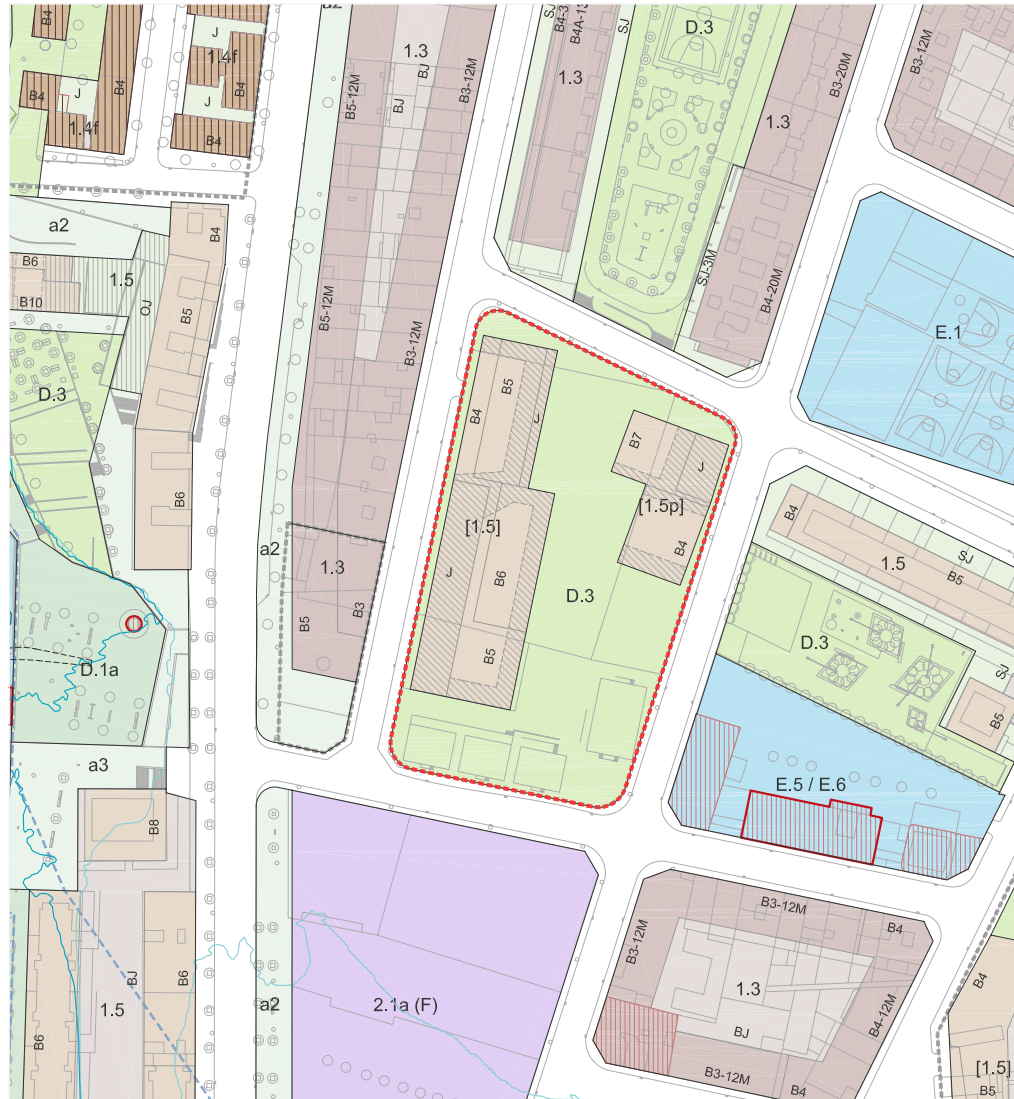 a2
B4
J
1.4f
B4
B4
J
J
B4
1.4f
B4
1.3
BJ
BJ
B5-12M
B3-12M
SJ
B4A-13
1.3
SJ
D.3
B3-20M
1.3
B3-12M
a2
B6
B10
1.5
OJ
B4
B5
B5-12M
B3-12M
SJ-3M
B4-20M
E.1
D.3
B6
B4
B5
J
B7
J
[1.5p]
B4
[1.5]
J
B6
B5
D.3
B4
1.5
SJ
B5
D.3
SJ
B5
a2
1.3
B3
B5
D.1a
a3
B8
E.5 / E.6
B3-12M
B4
B3-12M
1.3
B4-12M
BJ
B3-12M
B4
2.1a (F)
a2
BJ
B6
1.5
B6
B4
[1.5]
B5